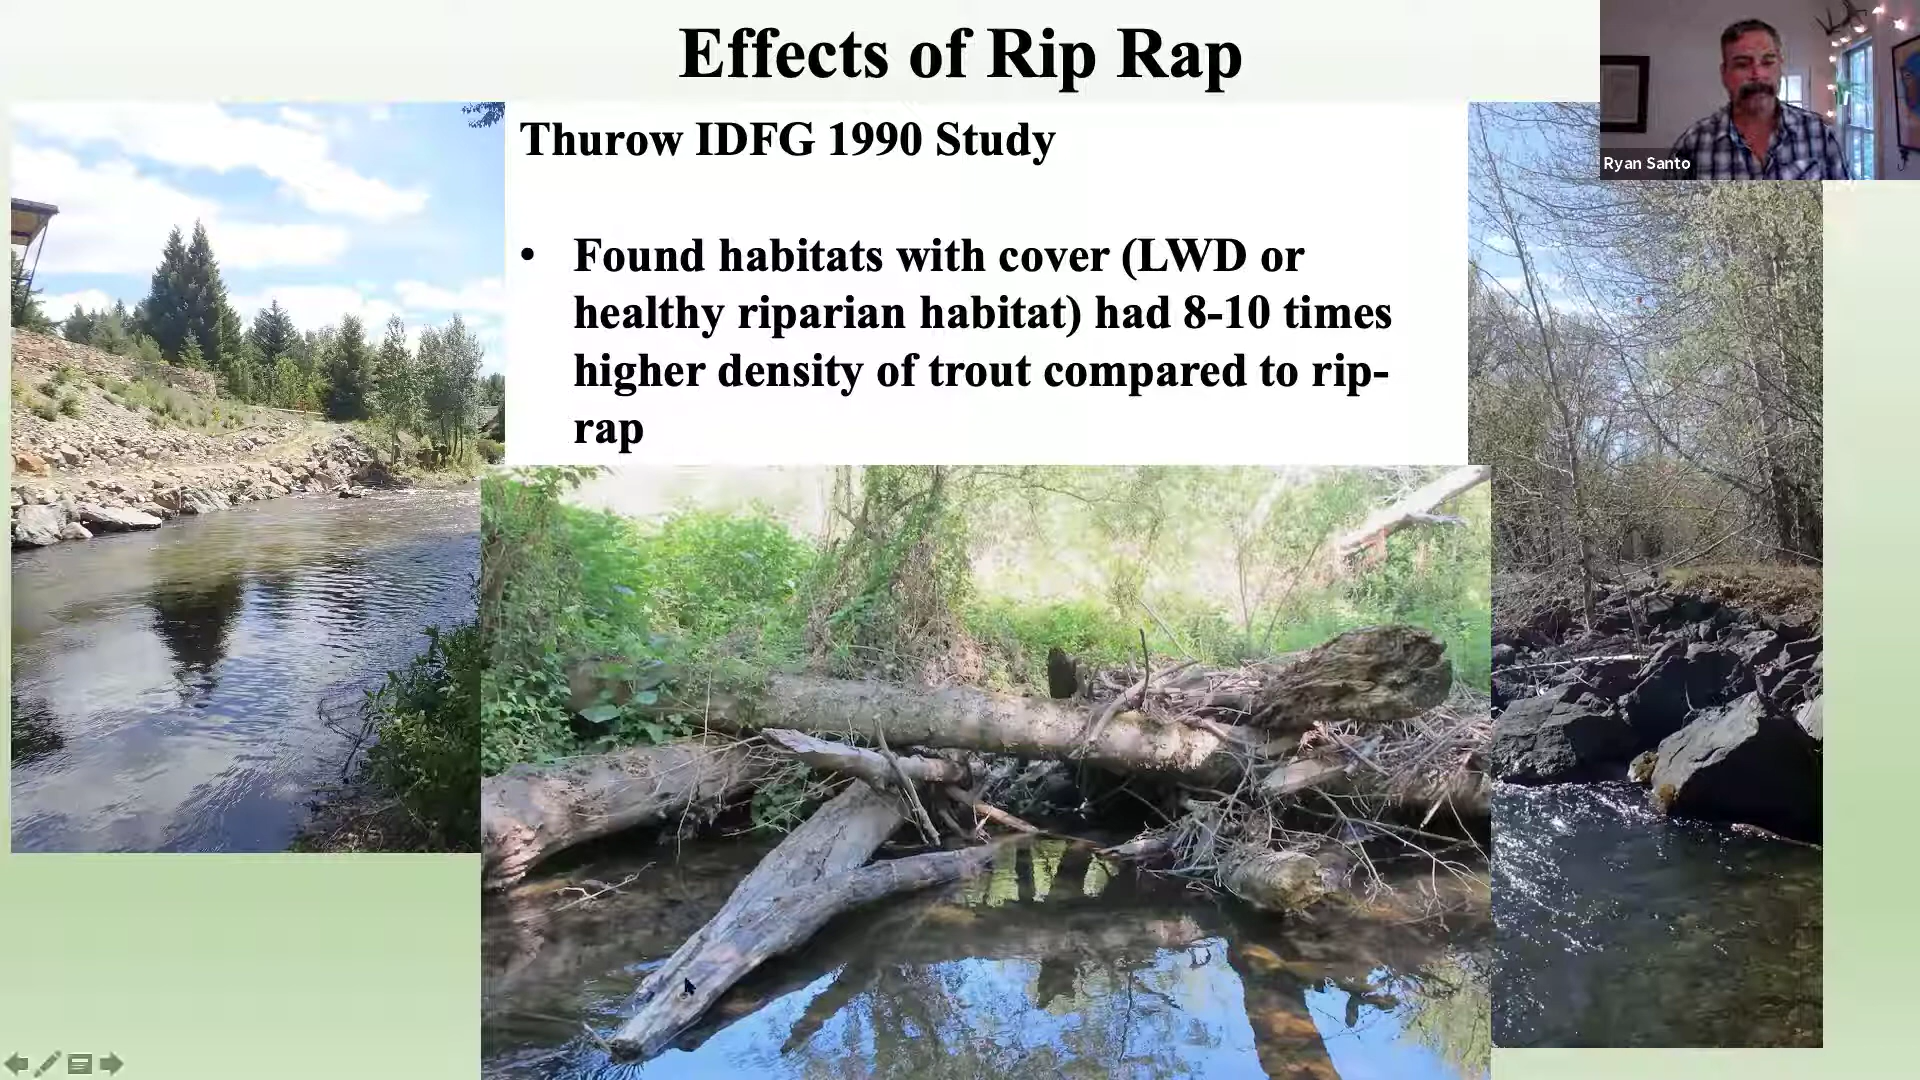 Effects of Rip Rap
Ryan Santo
Thurow IDFG 1990 Study
• Found habitats with cover (LWD or
healthy riparian habitat) had 8-10 times
higher density of trout compared to rip-
rap